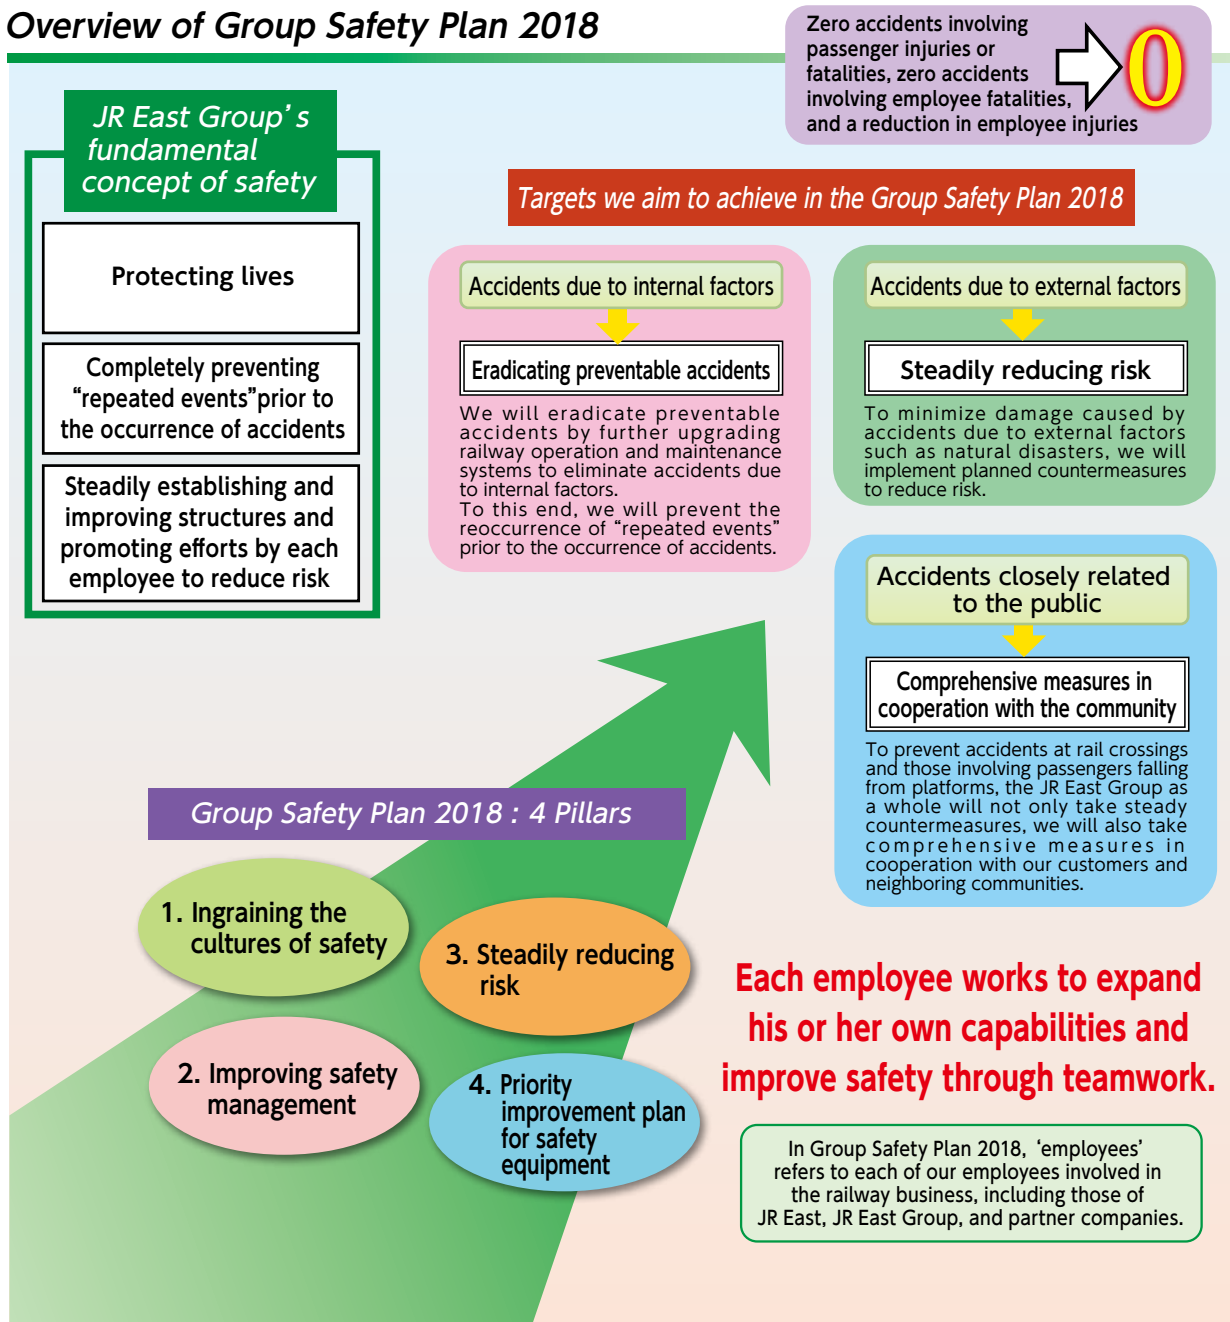 Overview of Group Safety Plan 2018
Zero accidents involving
passenger injuries or
fatalities, zero accidents
involving employee fatalities,
and a reduction in employee injuries
0
JR East Group's
fundamental
concept of safety
Protecting lives
Completely preventing
“repeated events”prior to
the occurrence of accidents
Steadily establishing and
improving structures and
promoting efforts by each
employee to reduce risk
Targets we aim to achieve in the Group Safety Plan 2018
Accidents due to internal factors
Eradicating preventable accidents
We will eradicate preventable
accidents by further upgrading
railway operation and maintenance
systems to eliminate accidents due
to internal factors.
To this end, we will prevent the
reoccurrence of “repeated events”
prior to the occurrence of accidents.
Accidents due to external factors
Steadily reducing risk
To minimize damage caused by
accidents due to external factors
such as natural disasters, we will
implement planned countermeasures
to reduce risk.
Accidents closely related
to the public
Comprehensive measures in
cooperation with the community
To prevent accidents at rail crossings
and those involving passengers falling
from platforms, the JR East Group as
a whole will not only take steady
countermeasures, we will also take
comprehensive measures in
cooperation with our customers and
neighboring communities.
Group Safety Plan 2018 : 4 Pillars
1. Ingraining the
cultures of safety
2. Improving safety
management
3. Steadily reducing
risk
4. Priority
improvement plan
for safety
equipment
Each employee works to expand
his or her own capabilities and
improve safety through teamwork.
In Group Safety Plan 2018, ‘employees’
refers to each of our employees involved in
the railway business, including those of
JR East, JR East Group, and partner companies.